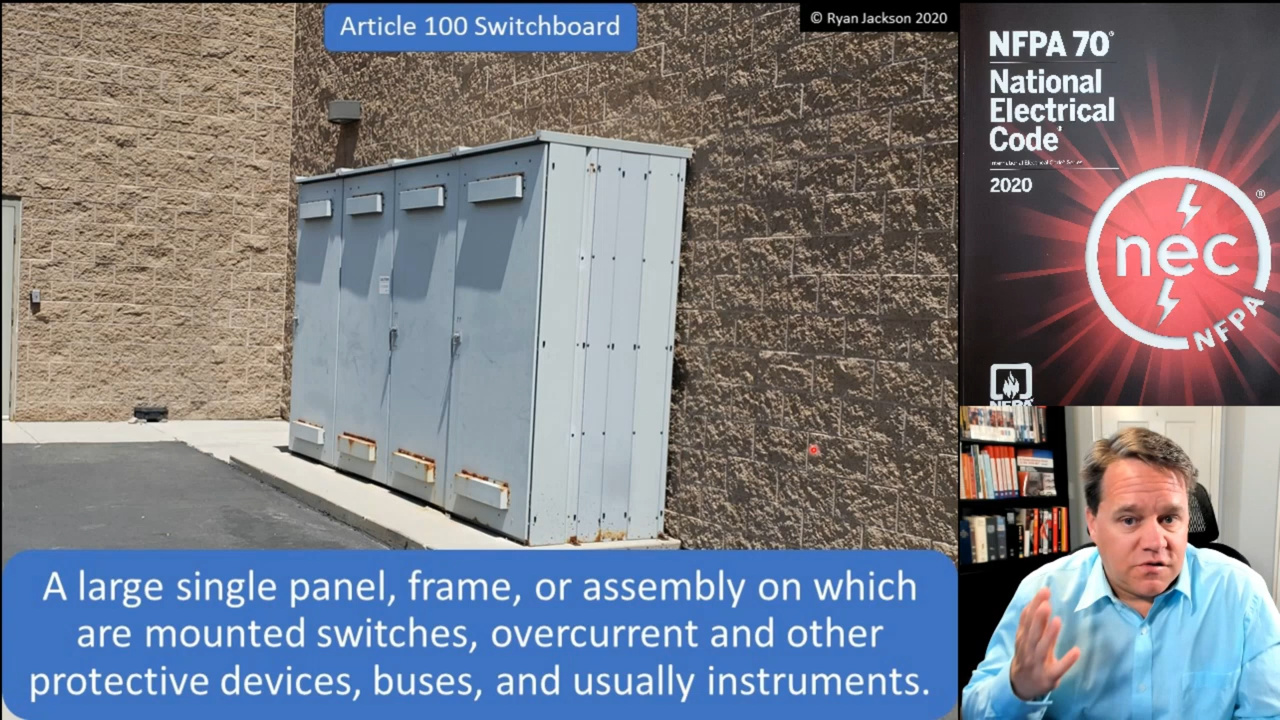 Article 100 Switchboard
© Ryan Jackson 2020
NFPA 70®
National
Electrical
Code®
2020
nec
®
NFPA
NFPA
A large single panel, frame, or assembly on which
are mounted switches, overcurrent and other
protective devices, buses, and usually instruments.